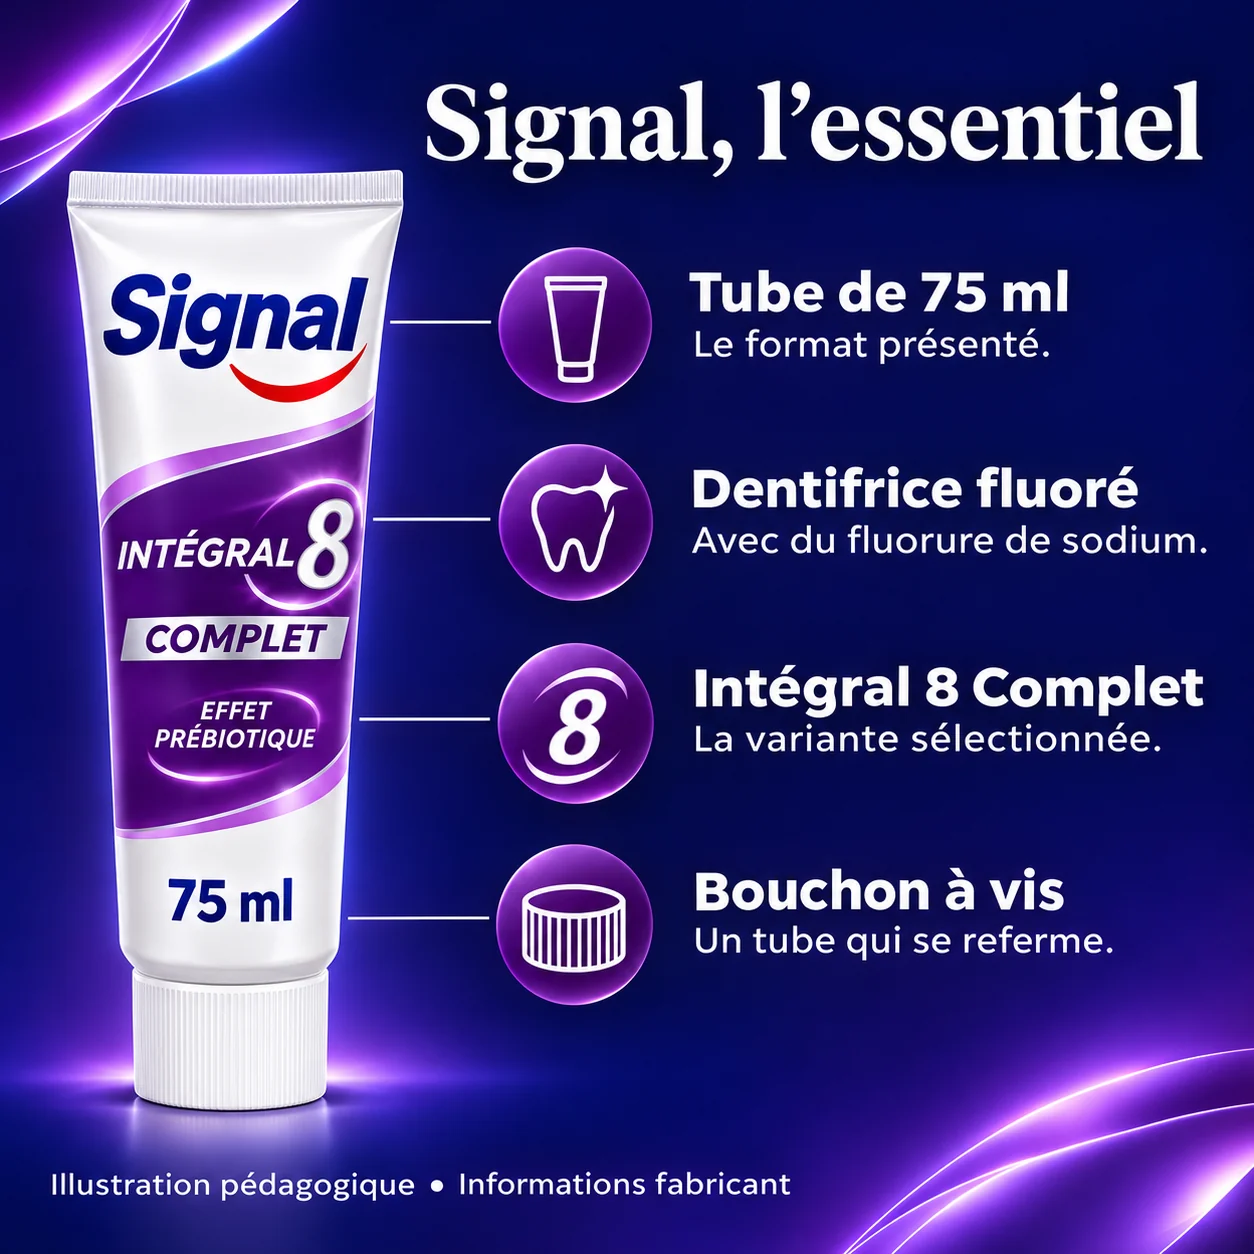 Signal, l’essentiel
Signal
INTÉGRAL 8
COMPLET
EFFET
PRÉBIOTIQUE
75 ml
Tube de 75 ml
Le format présenté.
Dentifrice fluoré
Avec du fluorure de sodium.
8
Intégral 8 Complet
La variante sélectionnée.
Bouchon à vis
Un tube qui se referme.
Illustration pédagogique • Informations fabricant